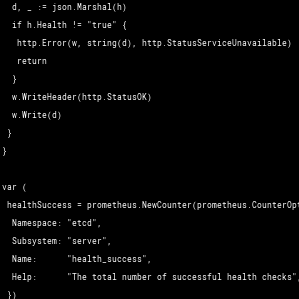 d, _ := json.Marshal(h)
if h.Health != "true" {
http.Error(w, string(d), http.StatusServiceUnavailable)
return
}
w.WriteHeader(http.StatusOK)
w.Write(d)
}
}
var (
healthSuccess = prometheus.NewCounter(prometheus.CounterOpt
Namespace: "etcd",
Subsystem: "server",
Name: "health_success",
Help: "The total number of successful health checks",
})